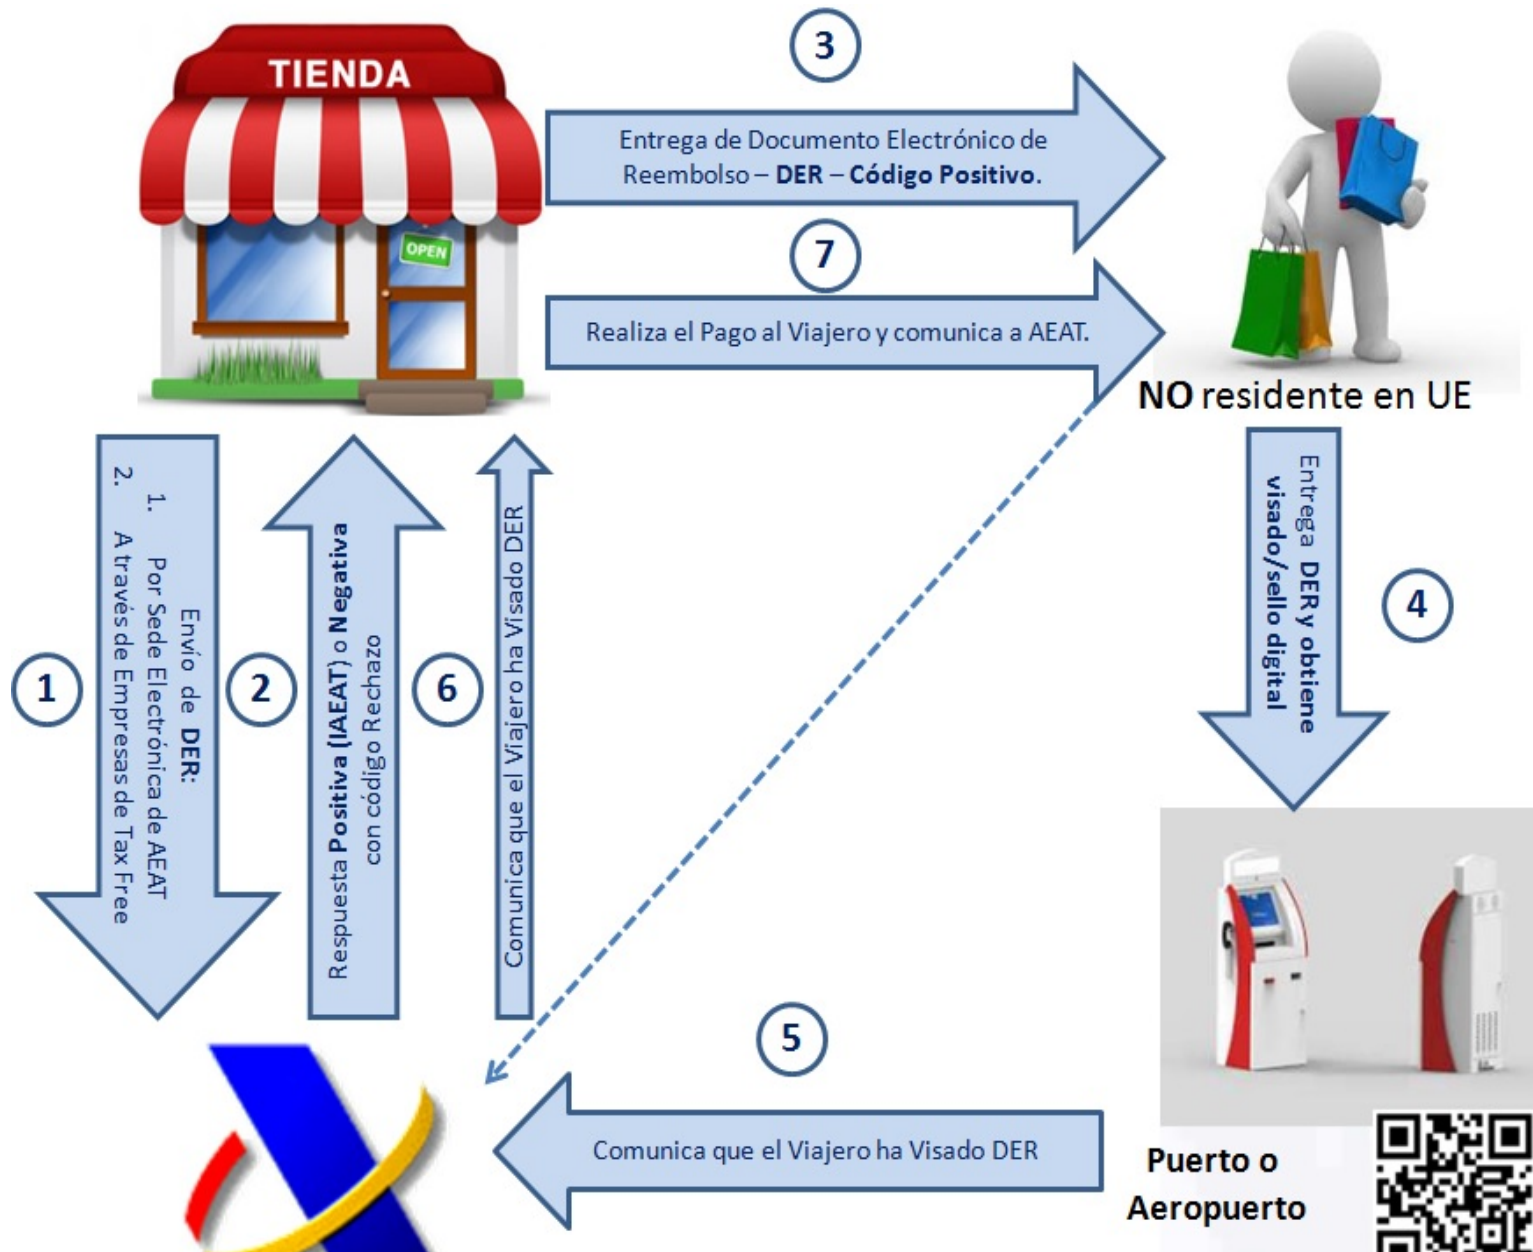 TIENDA
OPEN
3
Entrega de Documento Electrónico de
Reembolso – DER – Código Positivo.
7
Realiza el Pago al Viajero y comunica a AEAT.
NO residente en UE
1
Envío de DER:
1. Por Sede Electrónica de AEAT
2. A través de Empresas de Tax Free
2
Respuesta Positiva (IAEAT) o Negativa
con código Rechazo
6
Comunica que el Viajero ha Visado DER
Entrega DER y obtiene
visado/sello digital
4
5
Comunica que el Viajero ha Visado DER
Puerto o
Aeropuerto